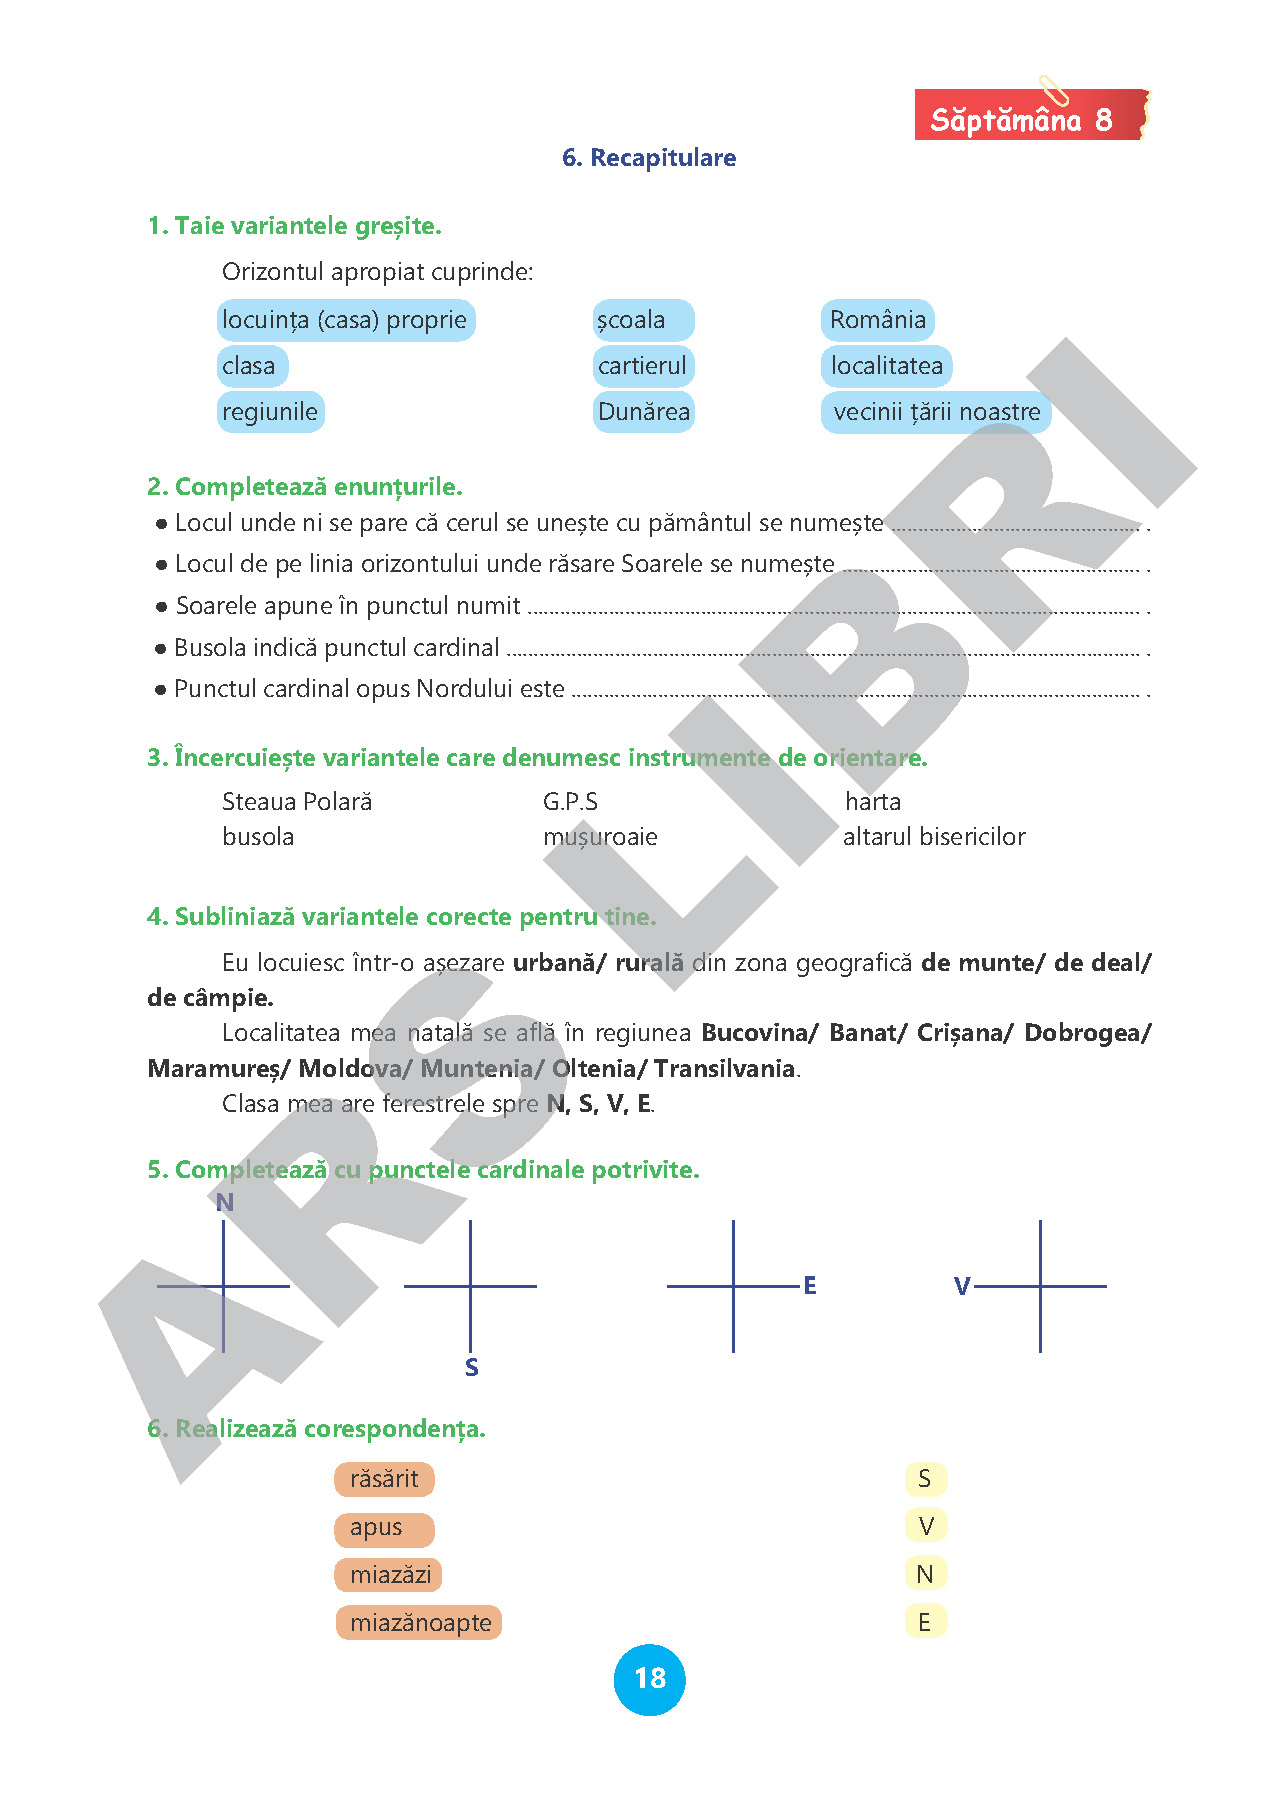 Săptămâna 8
6. Recapitulare
1. Taie variantele greșite.
Orizontul apropiat cuprinde:
locuința (casa) proprie școala România
clasa cartierul localitatea
regiunile Dunărea vecinii țării noastre
2. Completează enunțurile.
● Locul unde ni se pare că cerul se unește cu pământul se numește .............................................. .
● Locul de pe linia orizontului unde răsare Soarele se numește ....................................................... .
● Soarele apune în punctul numit ................................................................................................................. .
● Busola indică punctul cardinal ..................................................................................................................... .
● Punctul cardinal opus Nordului este ......................................................................................................... .
3. Încercuiește variantele care denumesc instrumente de orientare.
Steaua Polară G.P.S harta
busola mușuroaie altarul bisericilor
4. Subliniază variantele corecte pentru tine.
Eu locuiesc într-o așezare urbană/ rurală din zona geografică de munte/ de deal/
de câmpie.
Localitatea mea natală se află în regiunea Bucovina/ Banat/ Crișana/ Dobrogea/
Maramureș/ Moldova/ Muntenia/ Oltenia/ Transilvania.
Clasa mea are ferestrele spre N, S, V, E.
5. Completează cu punctele cardinale potrivite.
N
E V
S
6. Realizează corespondența.
răsărit S
apus V
miazăzi N
miazănoapte E
18
ARS LIBRI